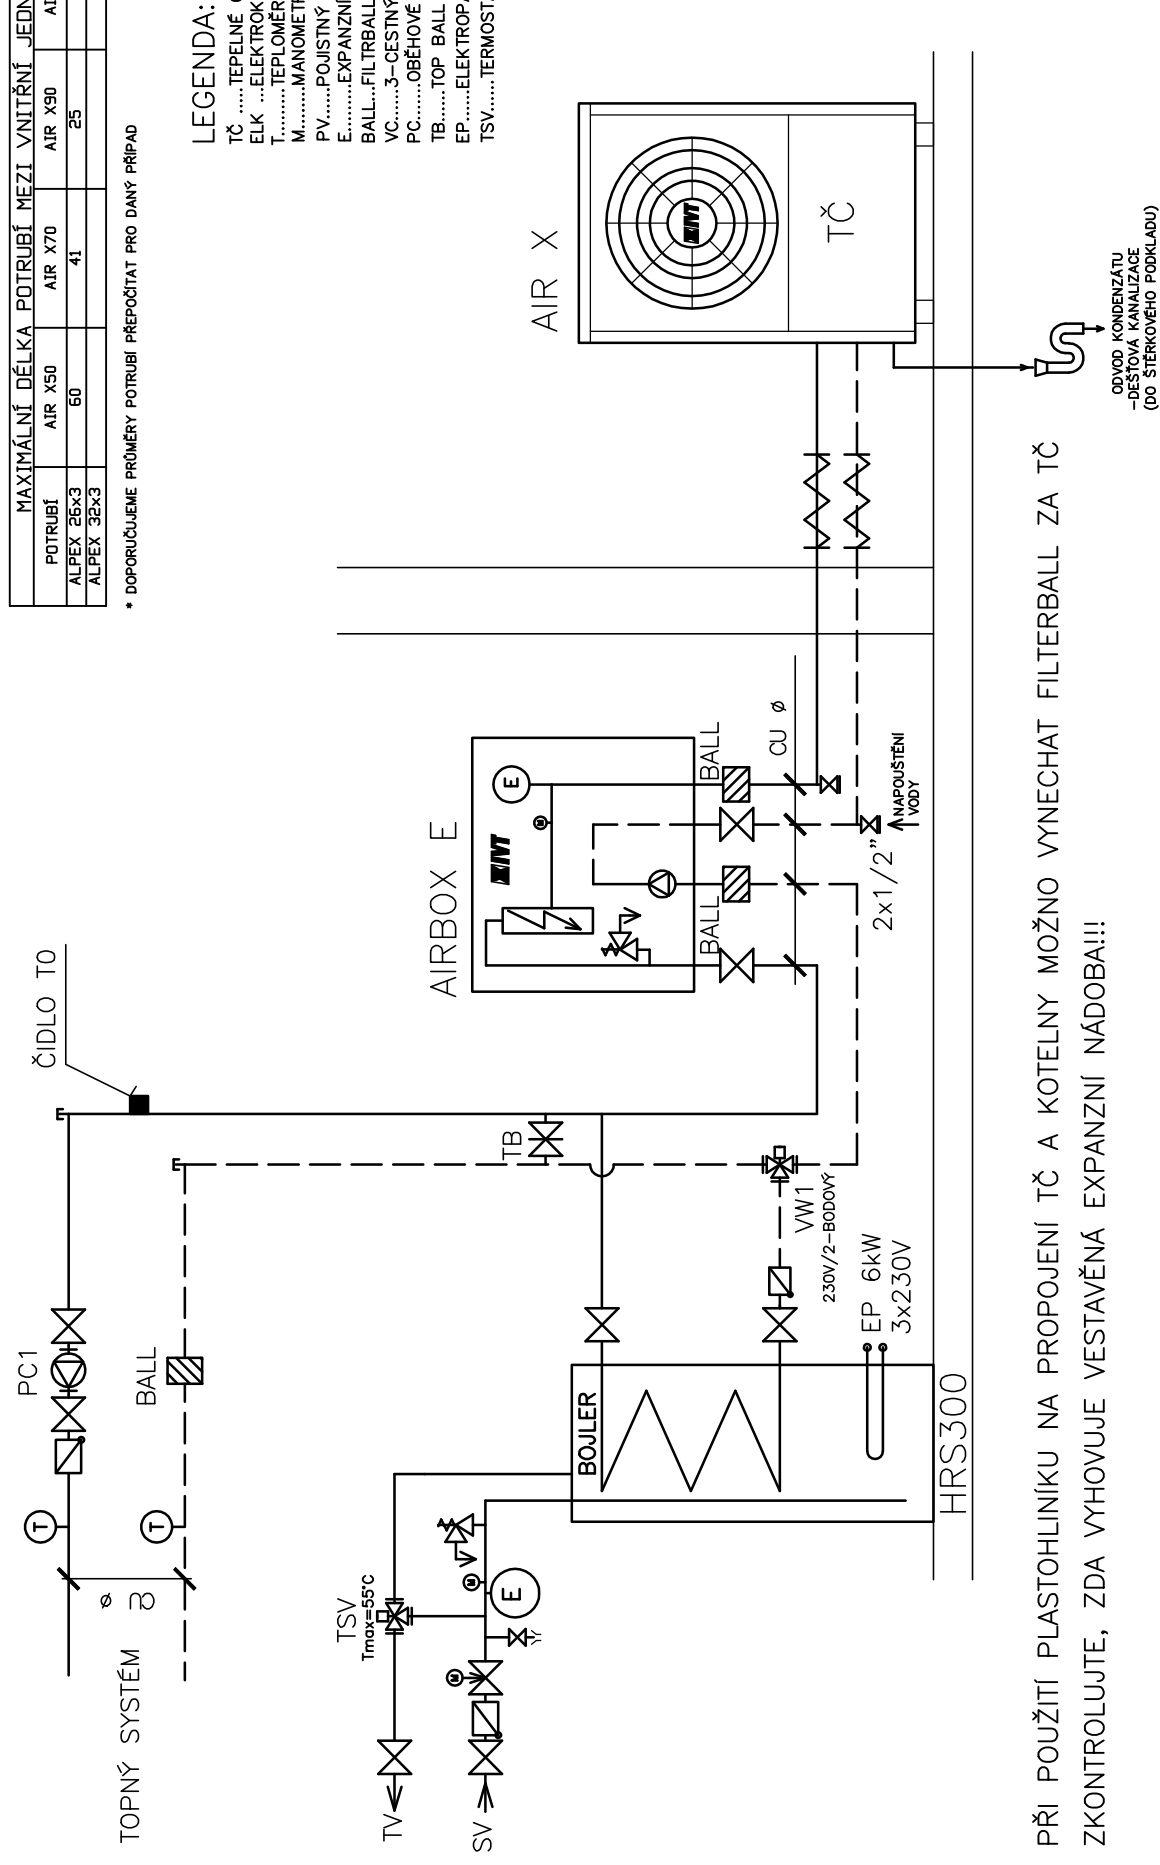 MAXIMÁLNÍ DÉLKA POTRUBÍ MEZI VNITŘNÍ
POTRUBÍ AIR X50 AIR X70 AIR X90
ALPEX 26x3 60 41 25
ALPEX 32x3
* DOPORUČUJEME PRŮMĚRY POTRUBÍ PŘEPOČÍTAT PRO DANÝ PŘÍPAD
LEGENDA:
TČ .....TEPELNÉ
ELK ...ELEKTROK
T........TEPLOMĚR
M........MANOMETR
PV.....POJISTNÝ
E........EXPANZNÍ
BALL...FILTRBALL
VC.....3-CESTNÝ
PC.....OBĚHOVÉ
TB.....TOP BALL
EP.....ELEKTROPA
TSV.....TERMOSTA
ČIDLO TO
PC1
BALL
T
T
ø
TOPNÝ SYSTÉM
AIRBOX E
IVT
E
M
BALL
BALL
CU ø
2x1/2"
NAPOUŠTĚNÍ
VODY
AIR X
IVT
TČ
ODVOD KONDENZÁTU
-DEŠŤOVÁ KANALIZACE
(DO ŠTĚRKOVÉHO PODKLADU)
TB
VW1
230V/2-BODOVÝ
EP 6kW
3x230V
BOJLER
HRS300
TSV
Tmax=55°C
M
E
M
TV
SV
PŘI POUŽITÍ PLASTOHLINÍKU NA PROPOJENÍ TČ A KOTELNY MOŽNO VYNECHAT FILTERBALL ZA TČ
ZKONTROLUJTE, ZDA VYHOVUJE VESTAVĚNÁ EXPANZNÍ NÁDOBA!!!